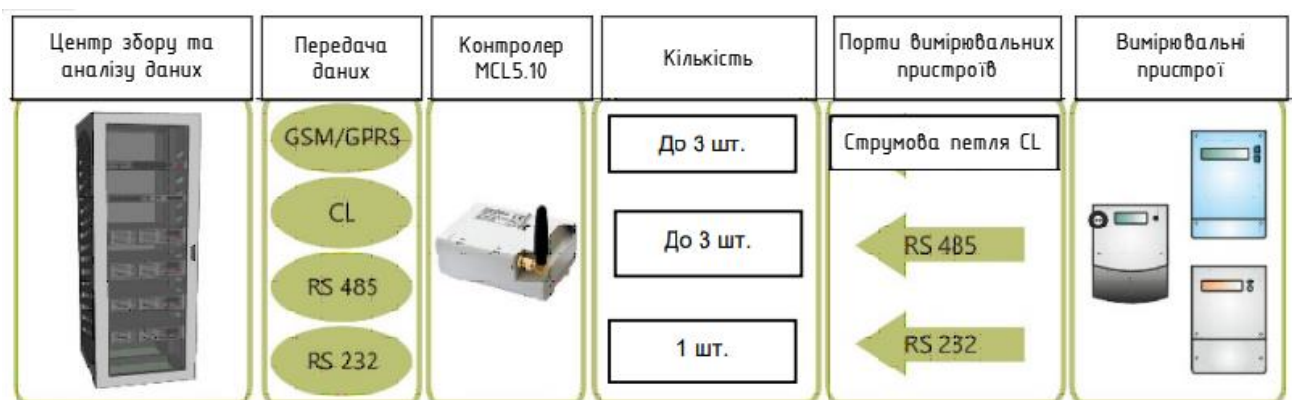 Центр збору та
аналізу даних
Передача
даних
Контролер
MCL5.10
Кількість
Порти вимірювальних
пристроїв
Вимірювальні
пристрої
GSM/GPRS
CL
RS 485
RS 232
До 3 шт.
До 3 шт.
1 шт.
Струмова петля CL
RS 485
RS 232